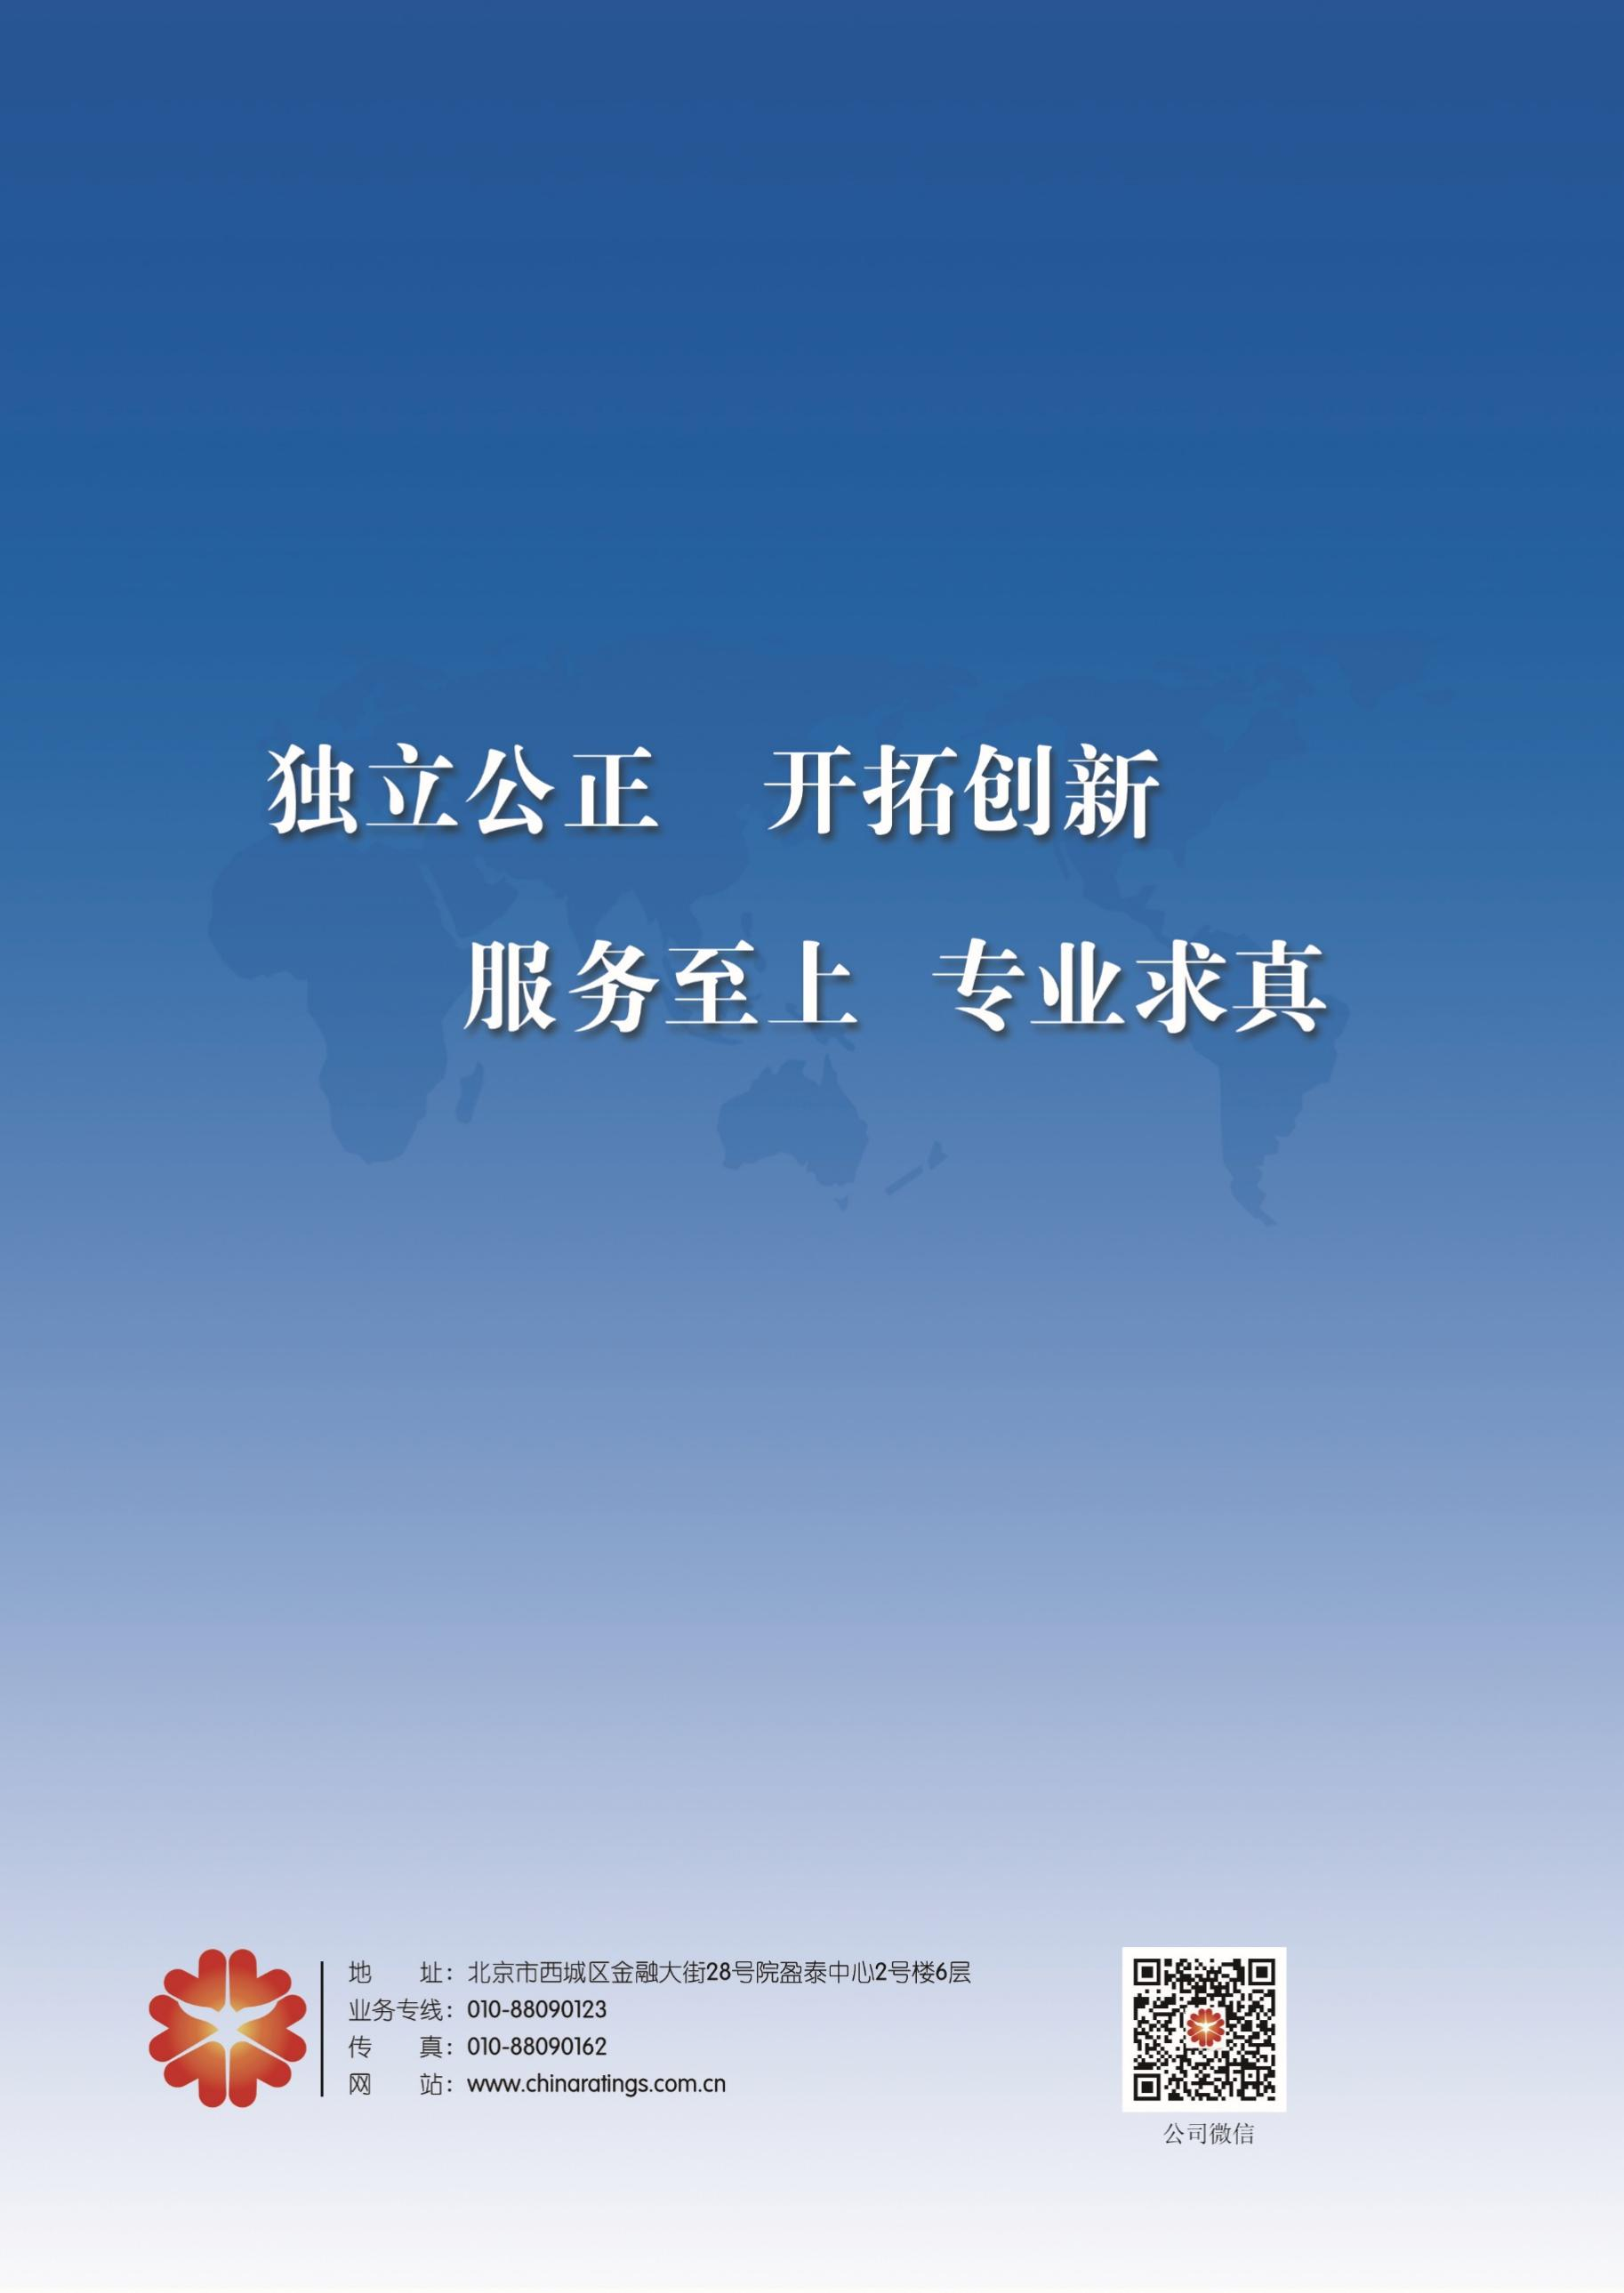 独立公正 开拓创新
服务至上 专业求真
地 址：北京市西城区金融大街28号院盈泰中心2号楼6层
业务专线：010-88090123
传 真：010-88090162
网 站：www.chinaratings.com.cn
公司微信